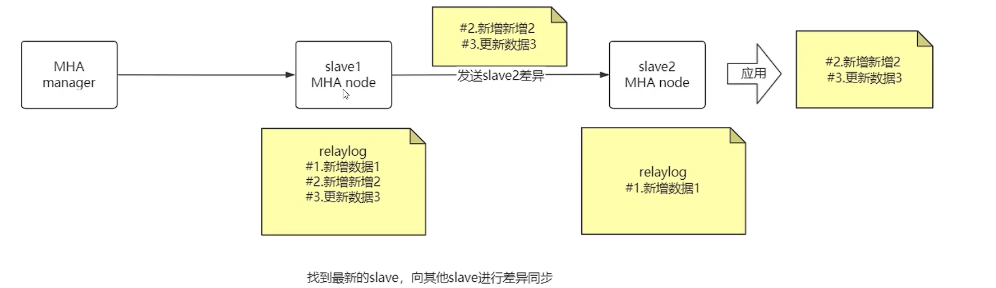 #2.新增新增2
#3.更新数据3
MHA
manager
slave1
MHA node
发送slave2差异
slave2
MHA node
应用
#2.新增新增2
#3.更新数据3
relaylog
#1.新增数据1
#2.新增新增2
#3.更新数据3
relaylog
#1.新增数据1
找到最新的slave，向其他slave进行差异同步